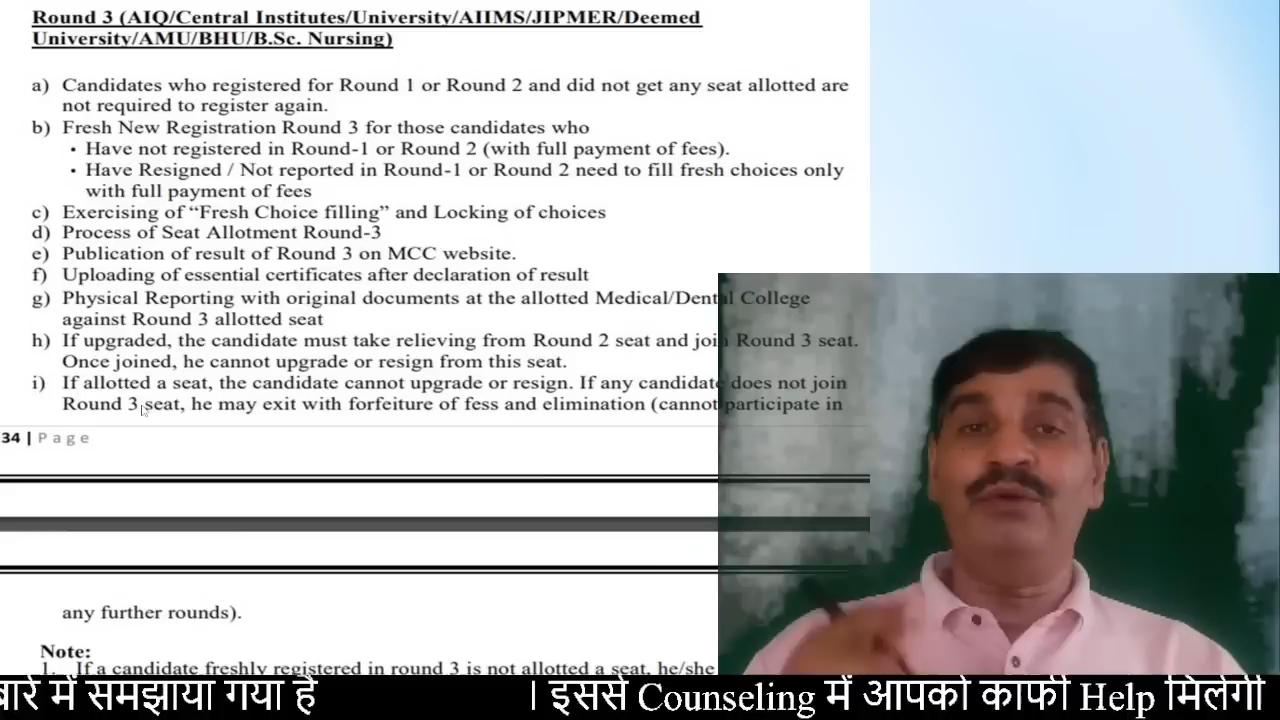 Round 3 (AIQ/Central Institutes/University/AIIMS/JIPMER/Deemed
University/AMU/BHU/B.Sc. Nursing)
a) Candidates who registered for Round 1 or Round 2 and did not get any seat allotted are
not required to register again.
b) Fresh New Registration Round 3 for those candidates who
• Have not registered in Round-1 or Round 2 (with full payment of fees).
• Have Resigned / Not reported in Round-1 or Round 2 need to fill fresh choices only
with full payment of fees
c) Exercising of “Fresh Choice filling” and Locking of choices
d) Process of Seat Allotment Round-3
e) Publication of result of Round 3 on MCC website.
f) Uploading of essential certificates after declaration of result
g) Physical Reporting with original documents at the allotted Medical/Dental College
against Round 3 allotted seat
h) If upgraded, the candidate must take relieving from Round 2 seat and join Round 3 seat.
Once joined, he cannot upgrade or resign from this seat.
i) If allotted a seat, the candidate cannot upgrade or resign. If any candidate does not join
Round 3 seat, he may exit with forfeiture of fess and elimination (cannot participate in
34 | Page
any further rounds).
Note:
1. If a candidate freshly registered in round 3 is not allotted a seat, he/she
बारे में समझाया गया है । इससे Counseling में आपको काफी Help मिलेगी